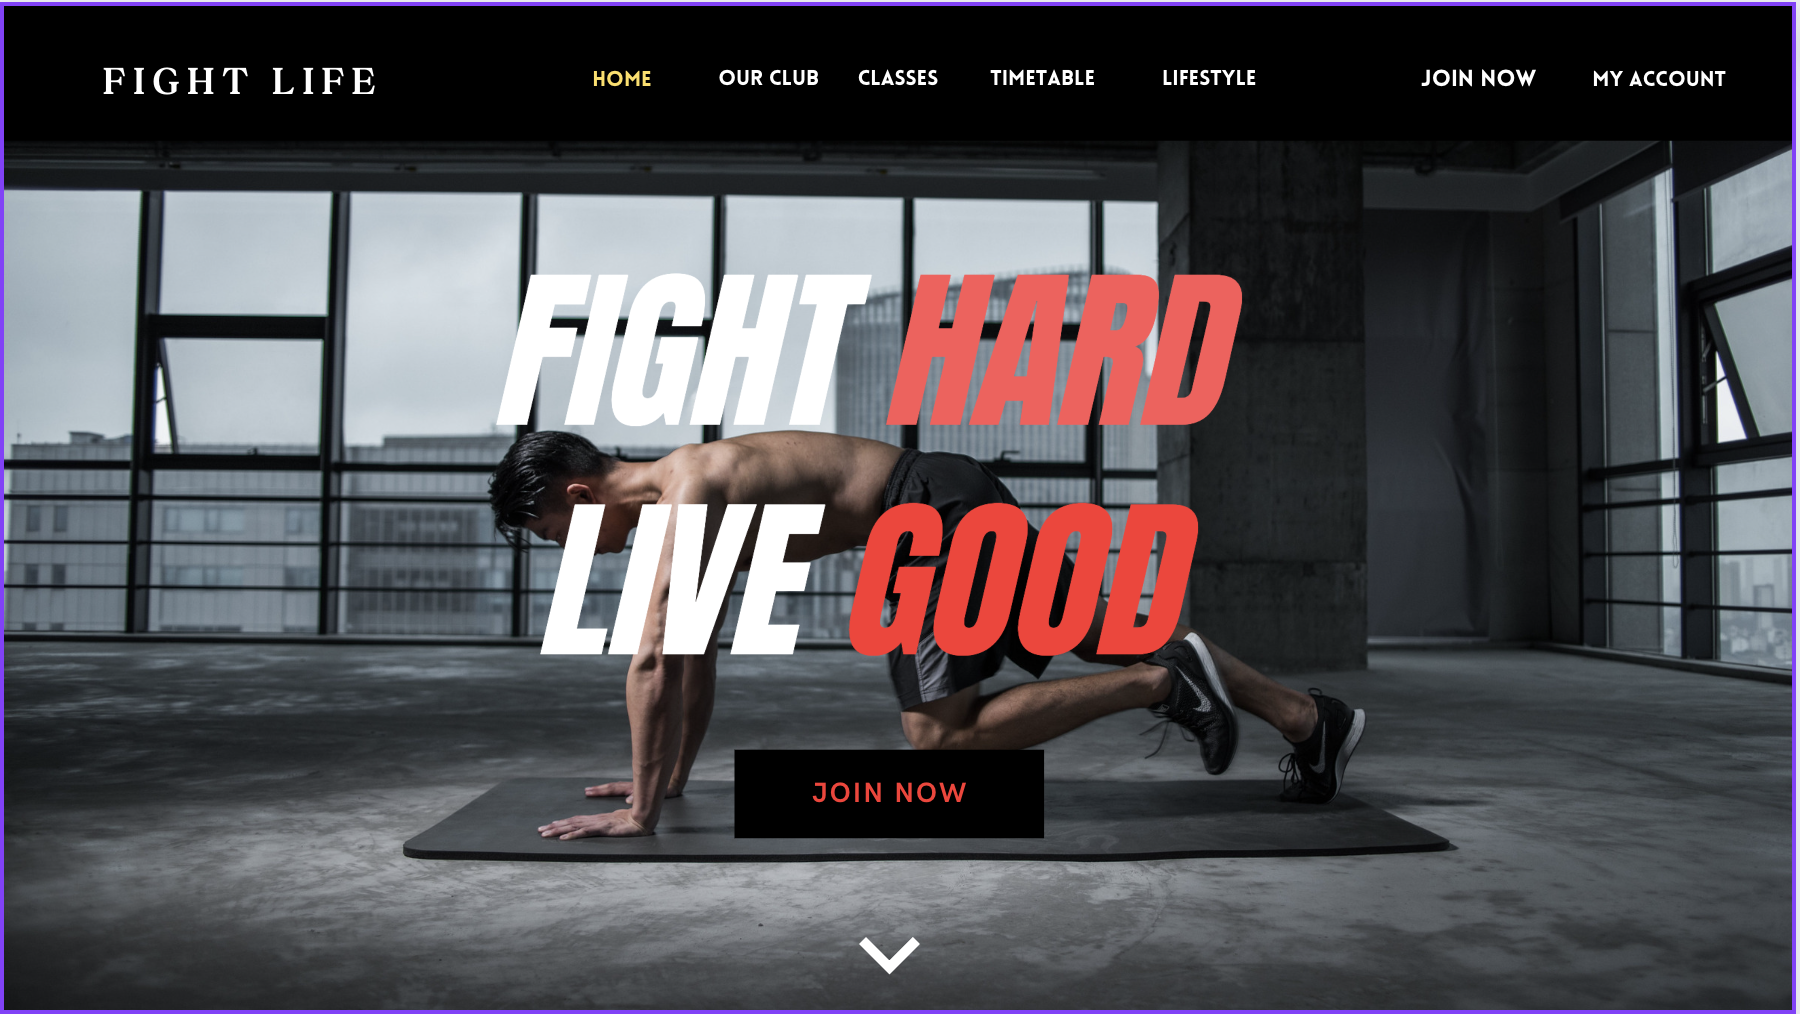 FIGHT LIFE
HOME OUR CLUB CLASSES TIMETABLE LIFESTYLE
JOIN NOW MY ACCOUNT
FIGHT HARD
LIVE GOOD
JOIN NOW